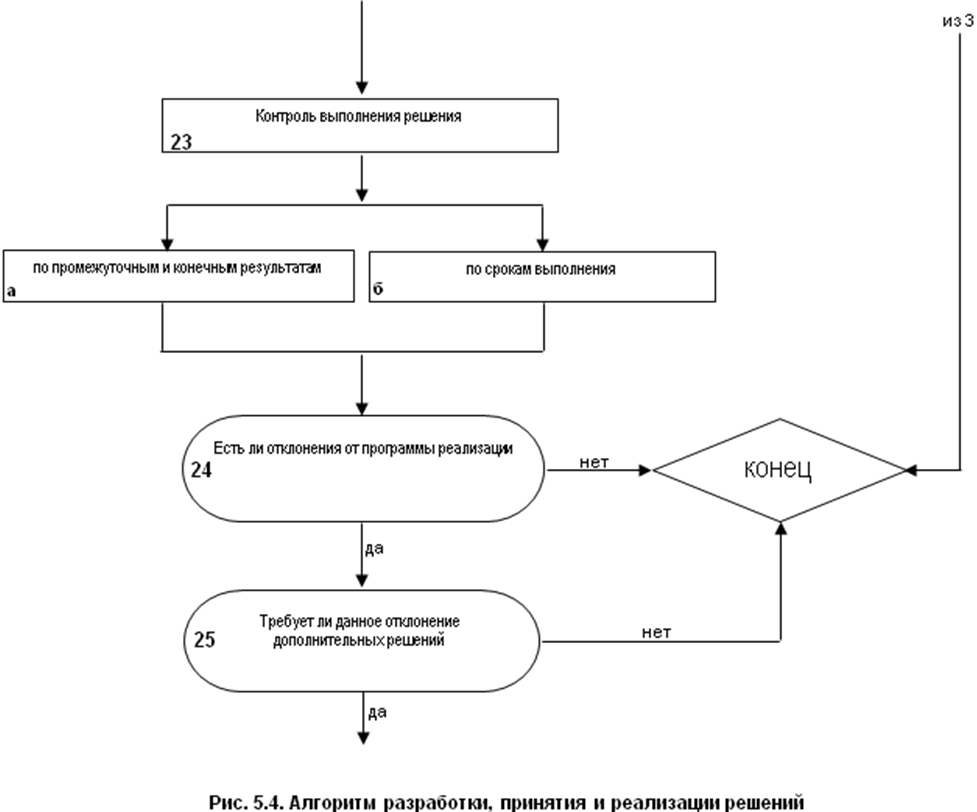 из 3
Контроль выполнения решения
23
по промежуточным и конечным результатам
а
по срокам выполнения
б
Есть ли отклонения от программы реализации
24
нет
конец
да
Требует ли данное отклонение
дополнительных решений
25
нет
да
Рис. 5.4. Алгоритм разработки, принятия и реализации решений